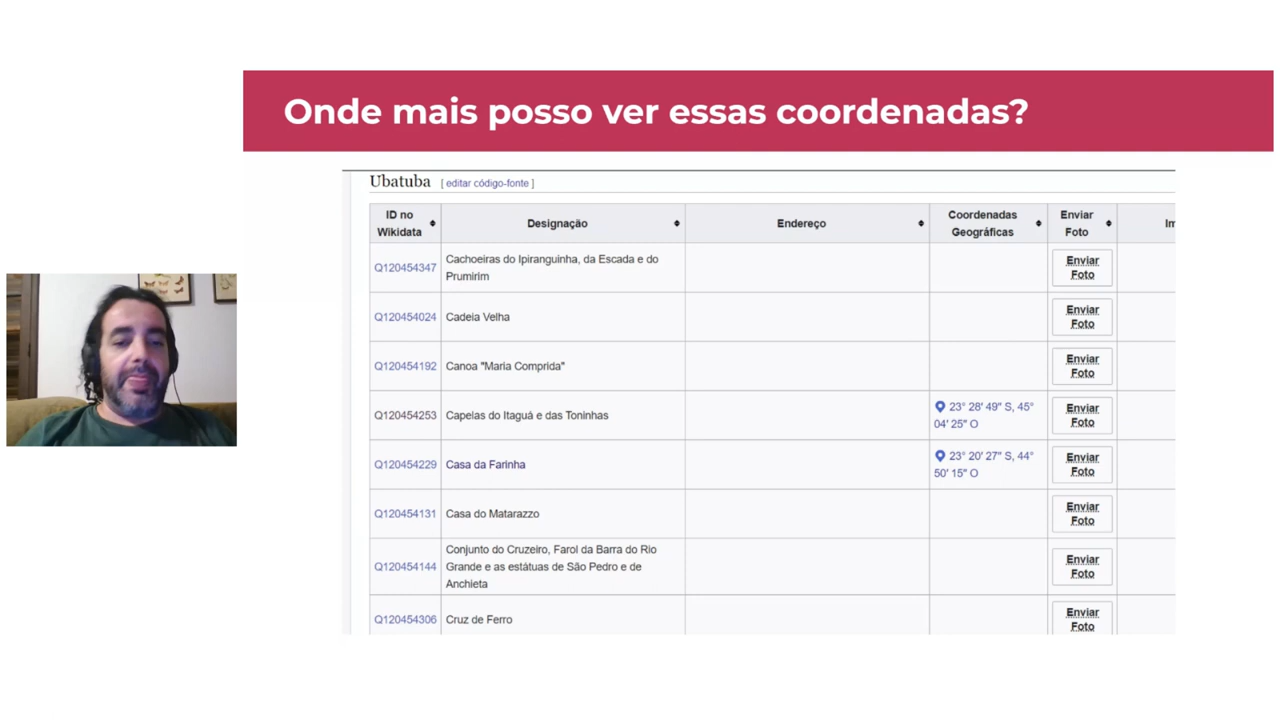 Onde mais posso ver essas coordenadas?
Ubatuba [ editar código-fonte ]
ID no
Wikidata
Designação
Endereço
Coordenadas
Geográficas
Enviar
Foto
Q120454347
Cachoeiras do Ipiranguinha, da Escada e do
Prumirim
Enviar
Foto
Q120454024
Cadeia Velha
Enviar
Foto
Q120454192
Canoa "Maria Comprida"
Enviar
Foto
Q120454253
Capelas do Itaguá e das Toninhas
23° 28' 49" S, 45°
04' 25" O
Enviar
Foto
Q120454229
Casa da Farinha
23° 20' 27" S, 44°
50' 15" O
Enviar
Foto
Q120454131
Casa do Matarazzo
Enviar
Foto
Q120454144
Conjunto do Cruzeiro, Farol da Barra do Rio
Grande e as estátuas de São Pedro e de
Anchieta
Enviar
Foto
Q120454306
Cruz de Ferro
Enviar
Foto